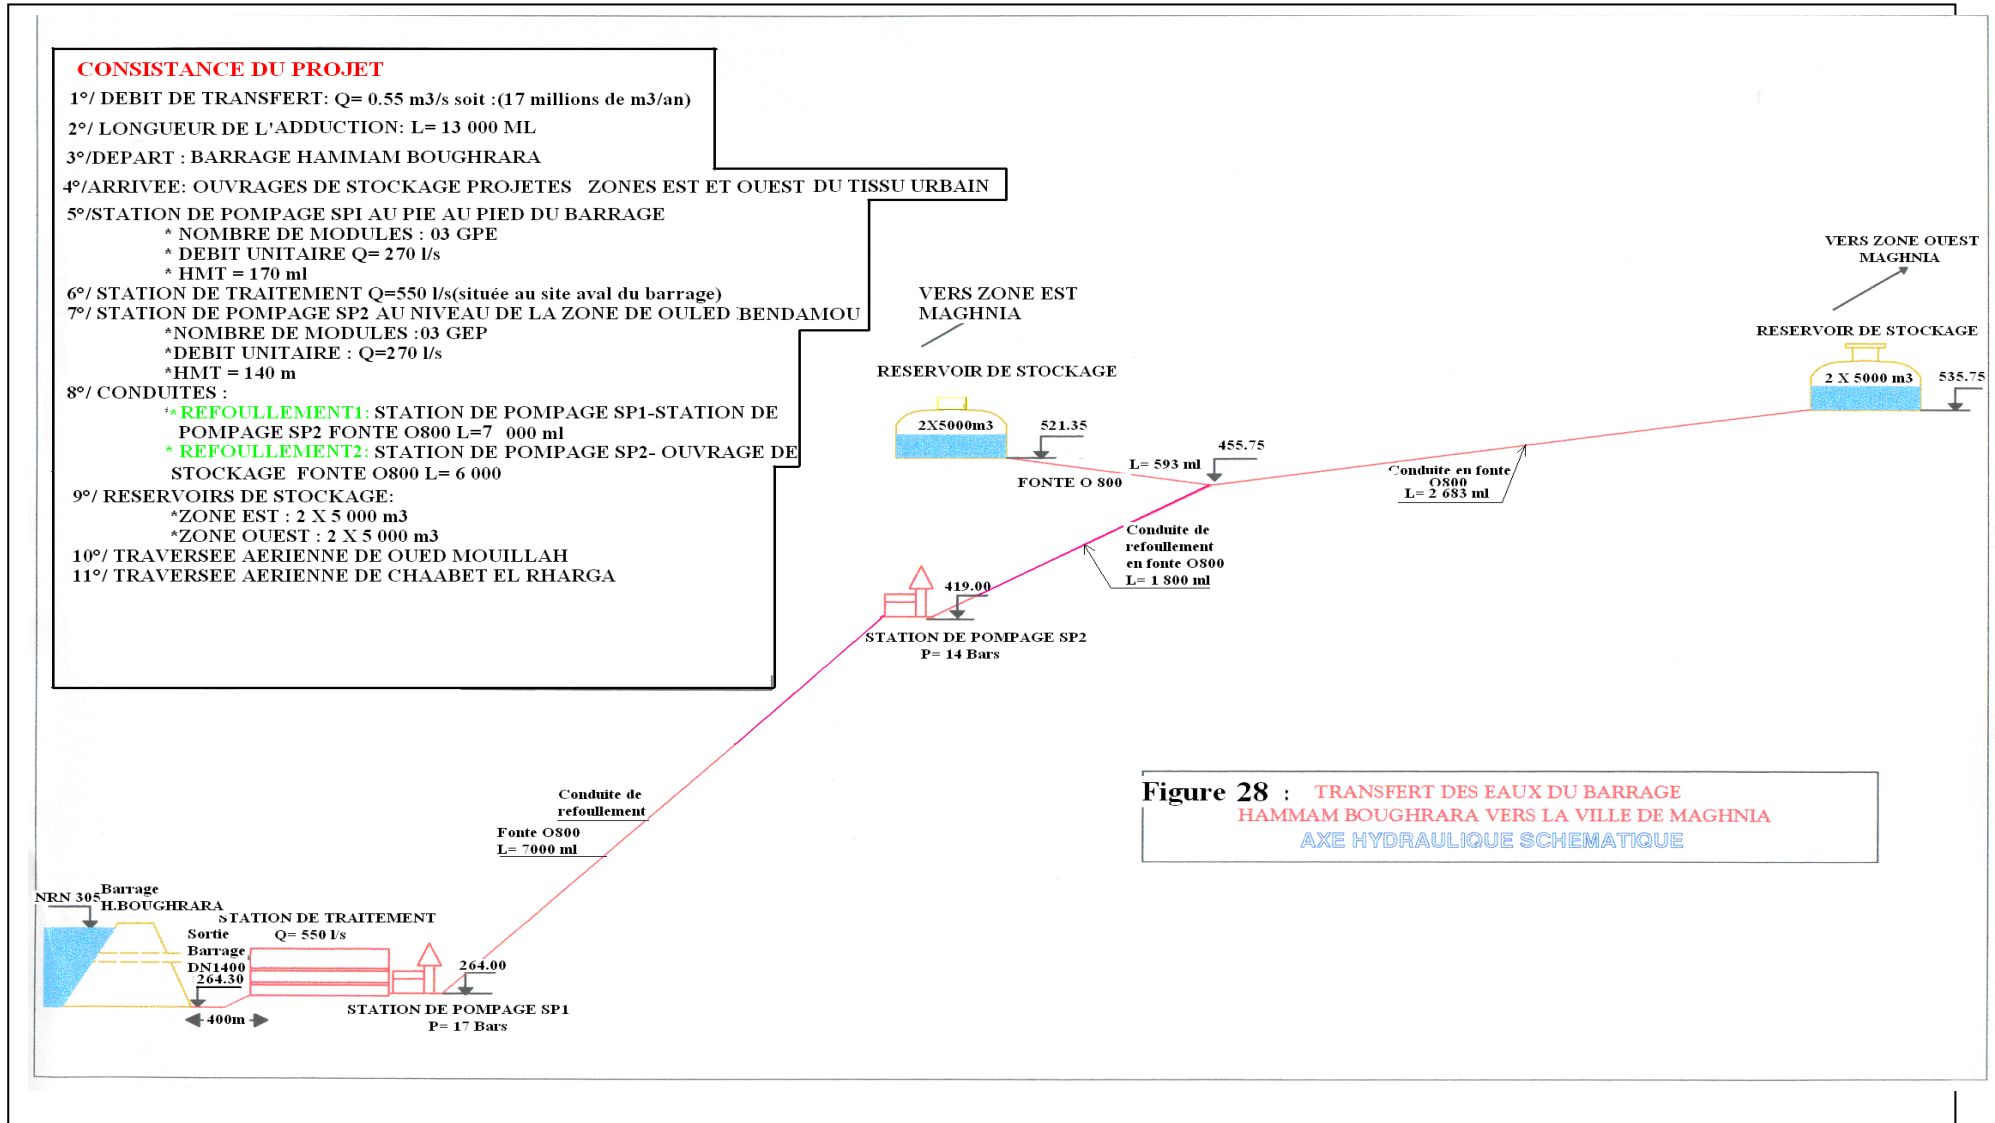 CONSISTANCE DU PROJET
1°/ DEBIT DE TRANSFERT: Q= 0.55 m3/s soit :(17 millions de m3/an)
2°/ LONGUEUR DE L'ADDUCTION: L= 13 000 ML
3°/DEPART : BARRAGE HAMMAM BOUGHRARA
4°/ARRIVEE: OUVRAGES DE STOCKAGE PROJETES ZONES EST ET OUEST DU TISSU URBAIN
5°/STATION DE POMPAGE SPI AU PIE AU PIED DU BARRAGE
* NOMBRE DE MODULES : 03 GPE
* DEBIT UNITAIRE Q= 270 l/s
* HMT = 170 ml
6°/ STATION DE TRAITEMENT Q=550 l/s(située au site aval du barrage)
7°/ STATION DE POMPAGE SP2 AU NIVEAU DE LA ZONE DE OULED BENDAMOU
*NOMBRE DE MODULES :03 GEP
*DEBIT UNITAIRE : Q=270 l/s
*HMT = 140 m
8°/ CONDUITES :
* REFOULLEMENT1: STATION DE POMPAGE SP1-STATION DE
POMPAGE SP2 FONTE O800 L=7 000 ml
* REFOULLEMENT2: STATION DE POMPAGE SP2- OUVRAGE DE
STOCKAGE FONTE O800 L= 6 000
9°/ RESERVOIRS DE STOCKAGE:
*ZONE EST : 2 X 5 000 m3
*ZONE OUEST : 2 X 5 000 m3
10°/ TRAVERSEE AERIENNE DE OUED MOUILLAH
11°/ TRAVERSEE AERIENNE DE CHAABET EL RHARGA
VERS ZONE OUEST
MAGHNIA
RESERVOIR DE STOCKAGE
2 X 5000 m3
535.75
VERS ZONE EST
MAGHNIA
RESERVOIR DE STOCKAGE
2X5000m3
521.35
L= 593 ml
FONTE O 800
455.75
Conduite en fonte
O800
L= 2 683 ml
Conduite de
refoullement
en fonte O800
L= 1 800 ml
419.00
STATION DE POMPAGE SP2
P= 14 Bars
Conduite de
refoullement
Fonte O800
L= 7000 ml
Figure 28 : TRANSFERT DES EAUX DU BARRAGE
HAMMAM BOUGHRARA VERS LA VILLE DE MAGHNIA
AXE HYDRAULIQUE SCHEMATIQUE
NRN 305
Barrage
H.BOUGHRARA
STATION DE TRAITEMENT
Q= 550 l/s
Sortie
Barrage
DN1400
264.30
400m
264.00
STATION DE POMPAGE SP1
P= 17 Bars